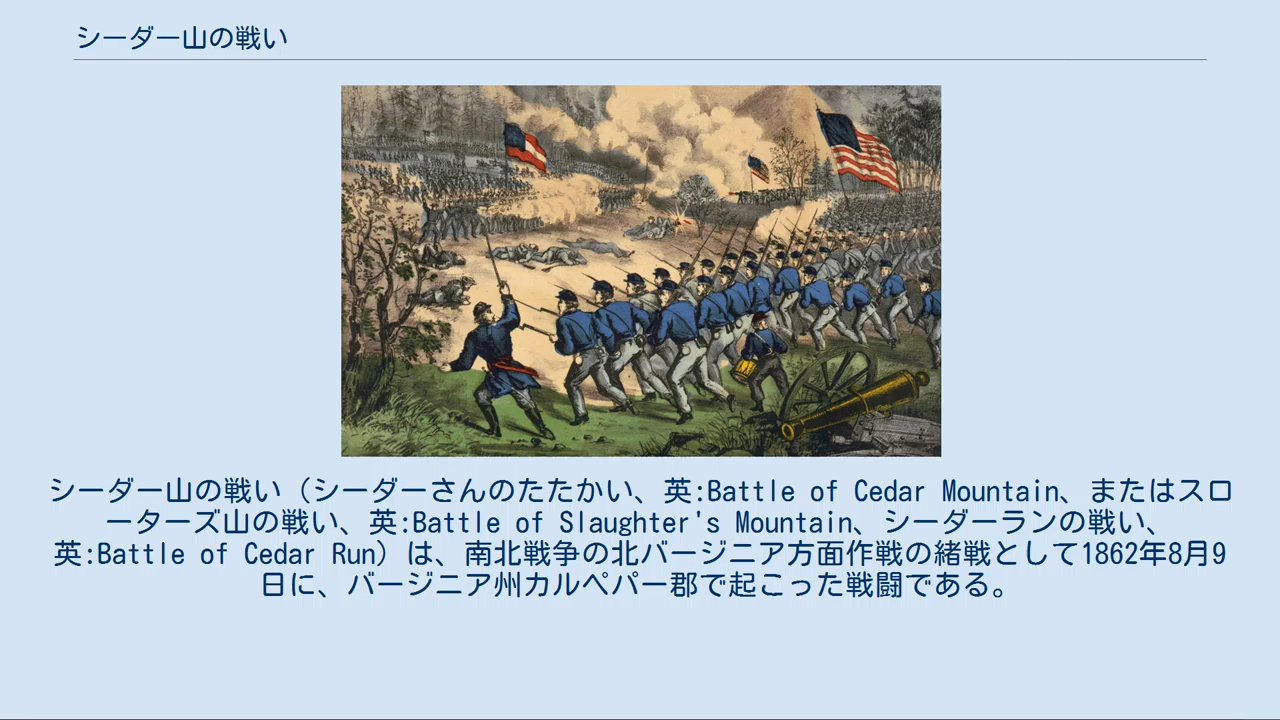 シーダー山の戦い
シーダー山の戦い（シーダーさんのたたかい、英:Battle of Cedar Mountain、またはスロ
ーターズ山の戦い、英:Battle of Slaughter's Mountain、シーダーランの戦い、
英:Battle of Cedar Run）は、南北戦争の北バージニア方面作戦の緒戦として1862年8月9
日に、バージニア州カルペパー郡で起こった戦闘である。